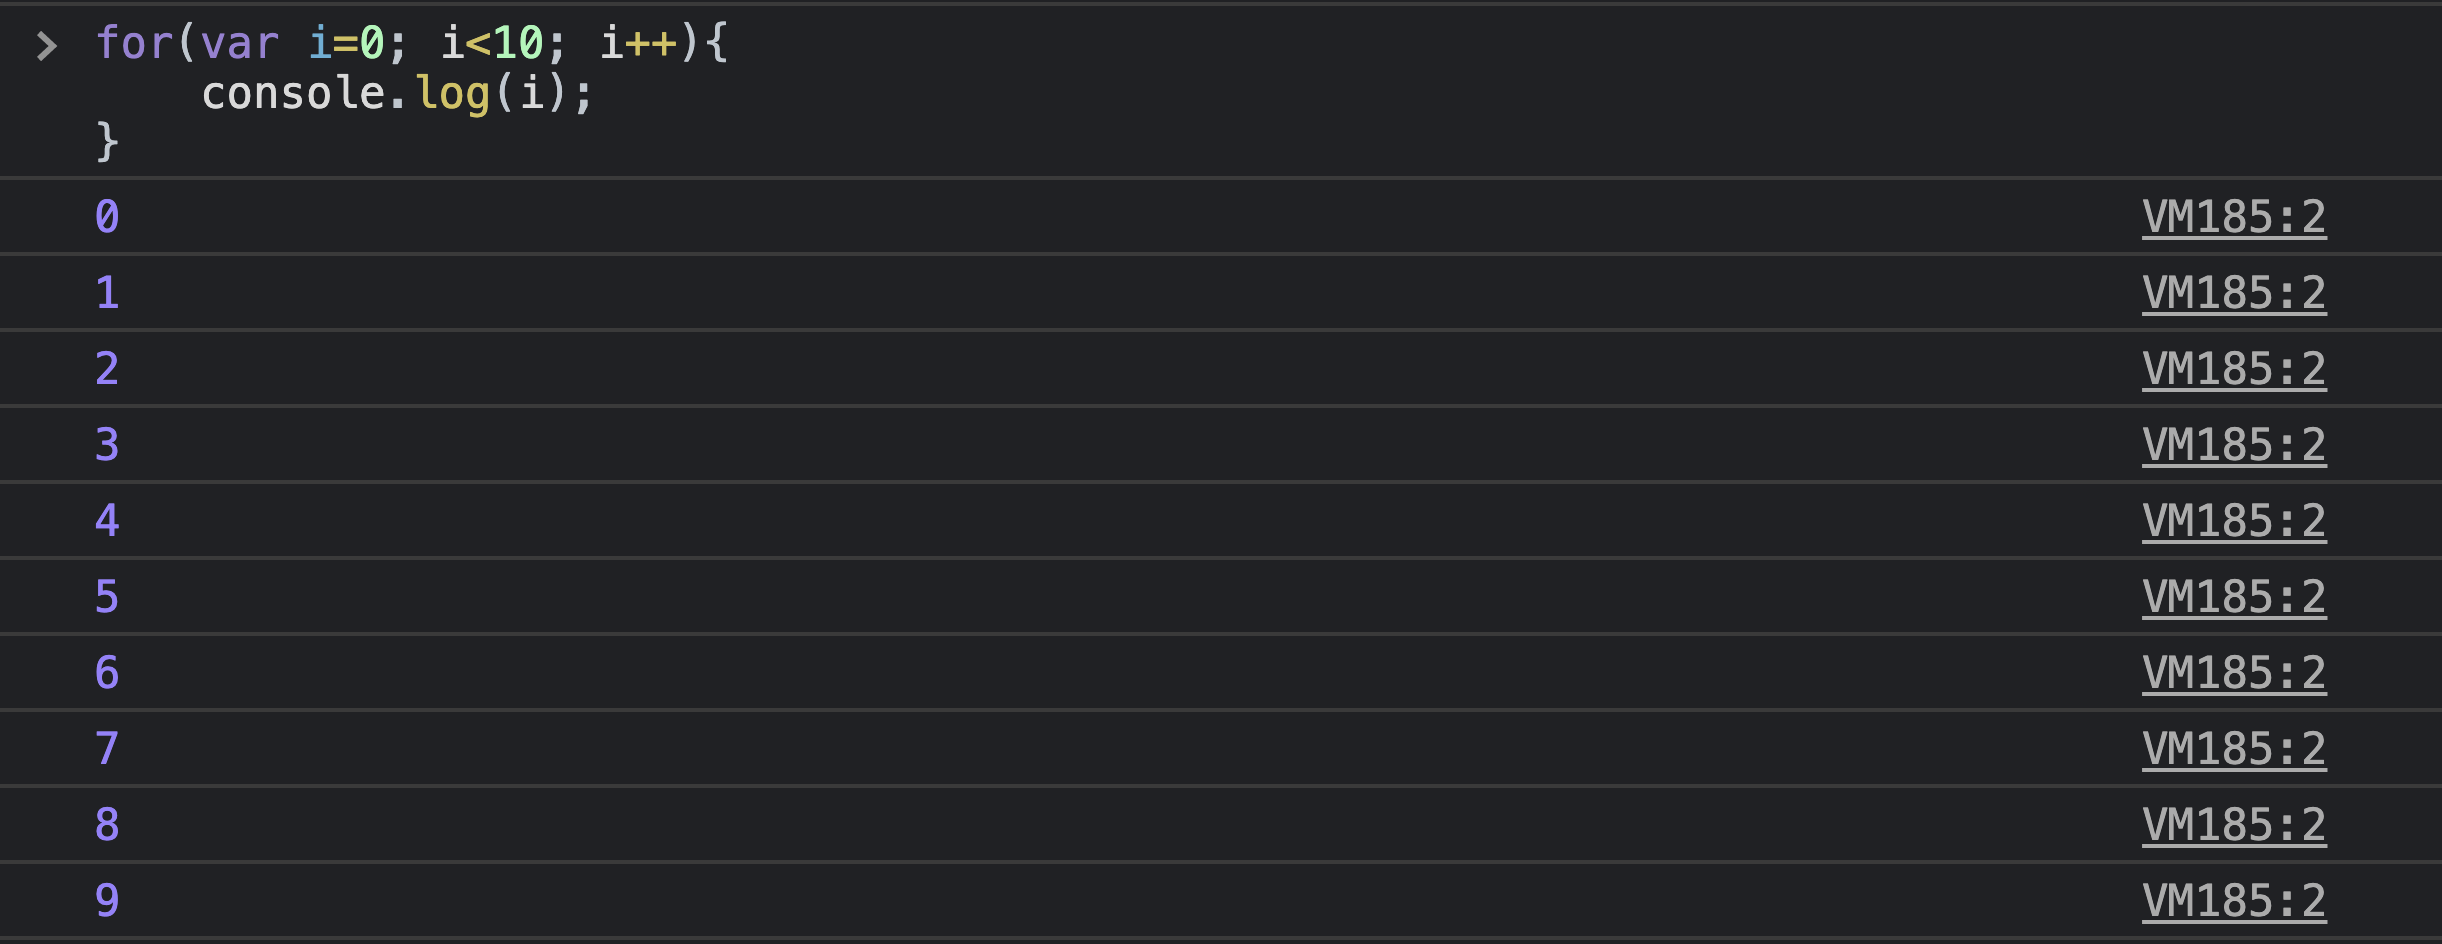 for(var i=0; i<10; i++){
    console.log(i);
}
0 VM185:2
1 VM185:2
2 VM185:2
3 VM185:2
4 VM185:2
5 VM185:2
6 VM185:2
7 VM185:2
8 VM185:2
9 VM185:2